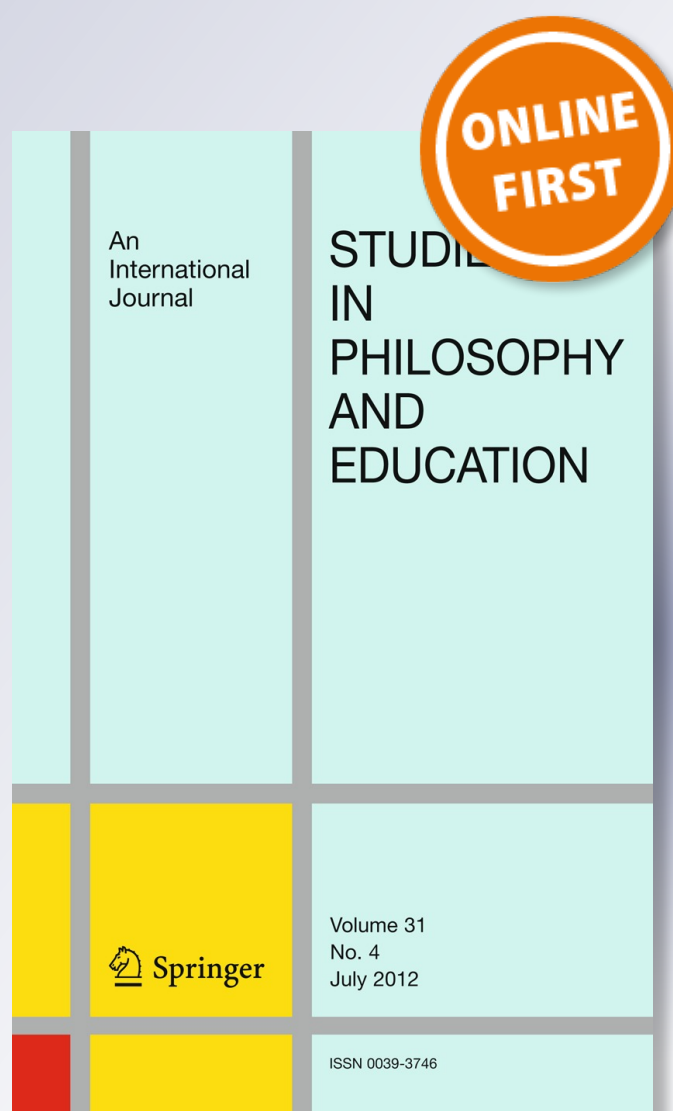 ONLINE
FIRST
An
International
Journal
STUDIE
IN
PHILOSOPHY
AND
EDUCATION
Springer
Volume 31
No. 4
July 2012
ISSN 0039-3746